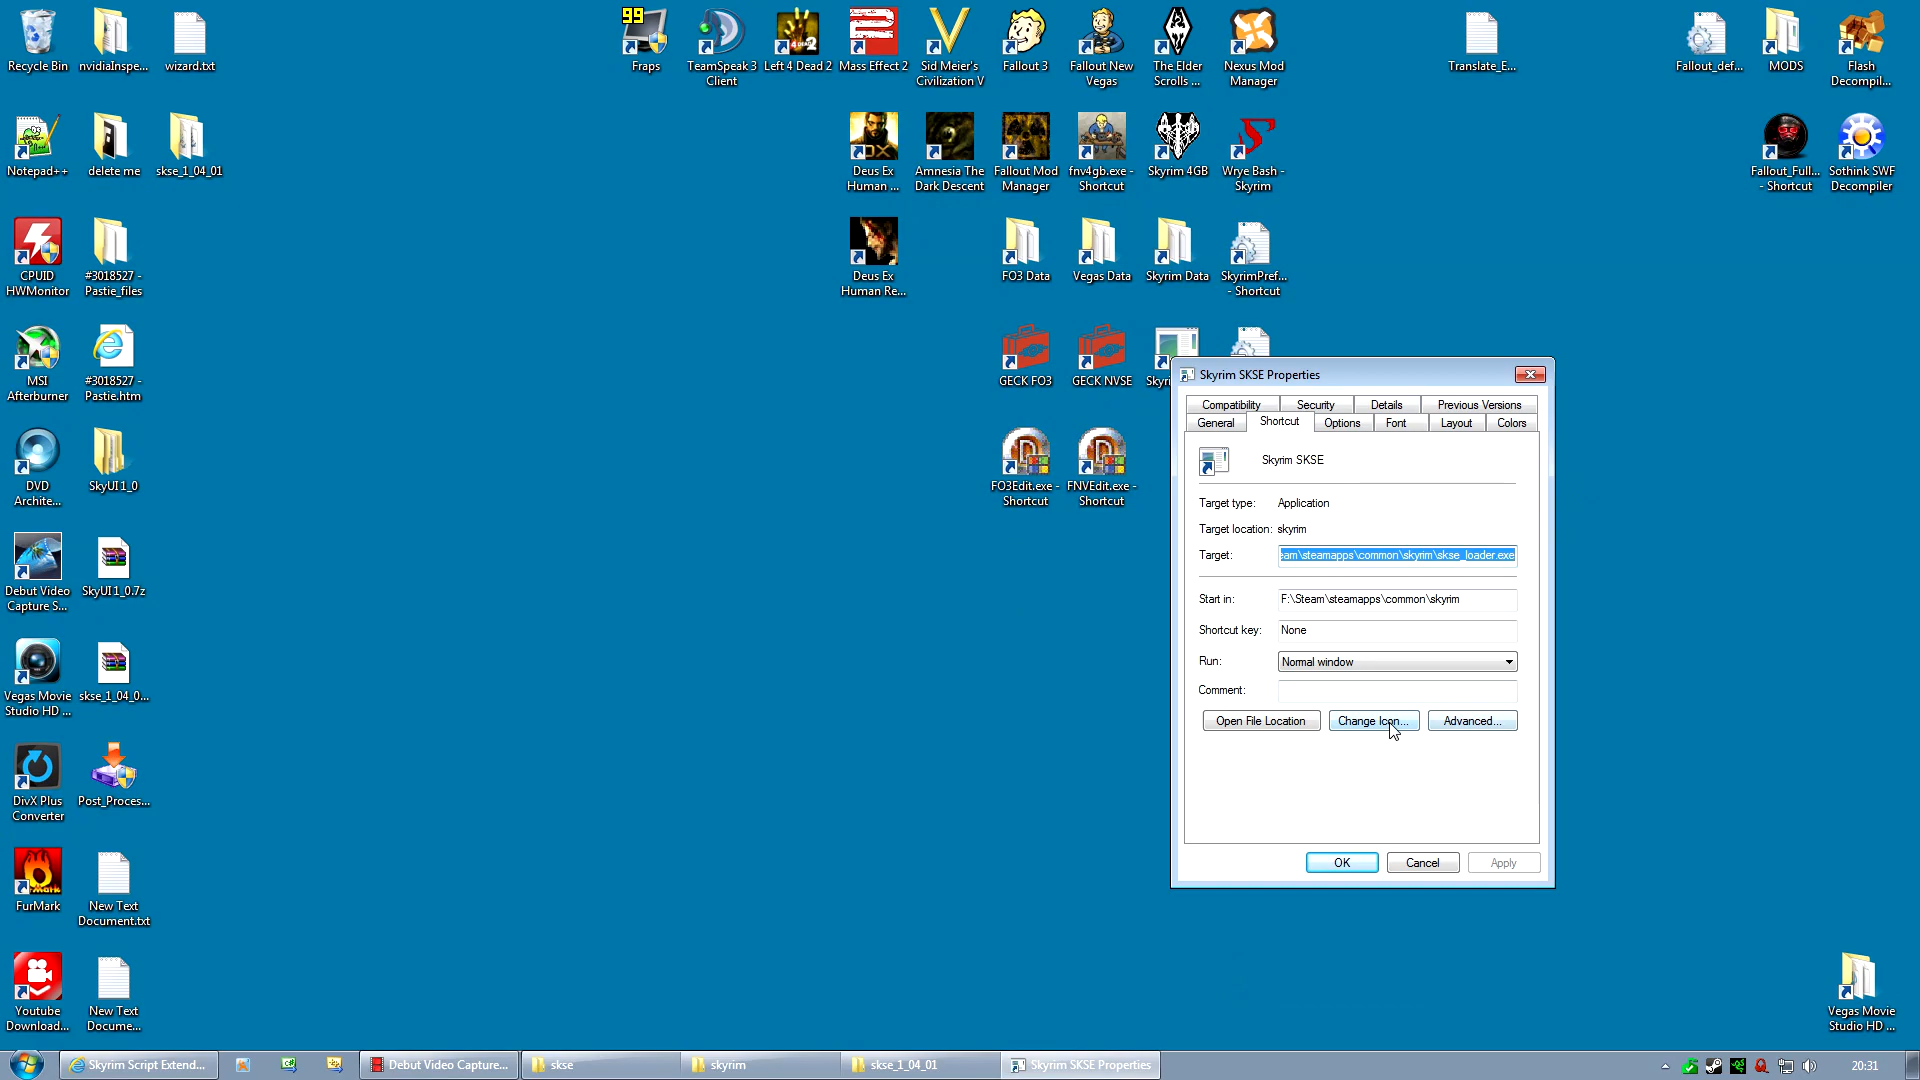 99
Recycle Bin
nvidiaInspe...
wizard.txt
Fraps
TeamSpeak 3
Client
Left 4 Dead 2
Mass Effect 2
Sid Meier's
Civilization V
Fallout 3
Fallout New
Vegas
The Elder
Scrolls ...
Nexus Mod
Manager
Translate_E...
Fallout_def...
MODS
Flash
Decompil...
Notepad++
delete me
skse_1_04_01
Deus Ex
Human ...
Amnesia The
Dark Descent
Fallout Mod
Manager
fnv4gb.exe -
Shortcut
Skyrim 4GB
Wrye Bash -
Skyrim
Fallout_Full...
- Shortcut
Sothink SWF
Decompiler
CPUID
HWMonitor
#3018527 -
Pastie_files
Deus Ex
Human Re...
FO3 Data
Vegas Data
Skyrim Data
SkyrimPref...
- Shortcut
MSI
Afterburner
#3018527 -
Pastie.htm
GECK FO3
GECK NVSE
DVD
Archite...
SkyUI 1_0
FO3Edit.exe -
Shortcut
FNVEdit.exe -
Shortcut
Debut Video
Capture S...
SkyUI 1_0.7z
Vegas Movie
Studio HD ...
skse_1_04_0...
DivX Plus
Converter
Post_Proces...
FurMark
New Text
Document.txt
Youtube
Download...
New Text
Docume...
Vegas Movie
Studio HD ...
Skyrim SKSE Properties
Compatibility
Security
Details
Previous Versions
General
Shortcut
Options
Font
Layout
Colors
Skyrim SKSE
Target type: Application
Target location: skyrim
Target: eam\steamapps\common\skyrim\skse_loader.exe
Start in: F:\Steam\steamapps\common\skyrim
Shortcut key: None
Run: Normal window
Comment:
Open File Location
Change Icon...
Advanced...
OK
Cancel
Apply
Skyrim Script Extend...
Debut Video Capture...
skse
skyrim
skse_1_04_01
Skyrim SKSE Properties
20:31